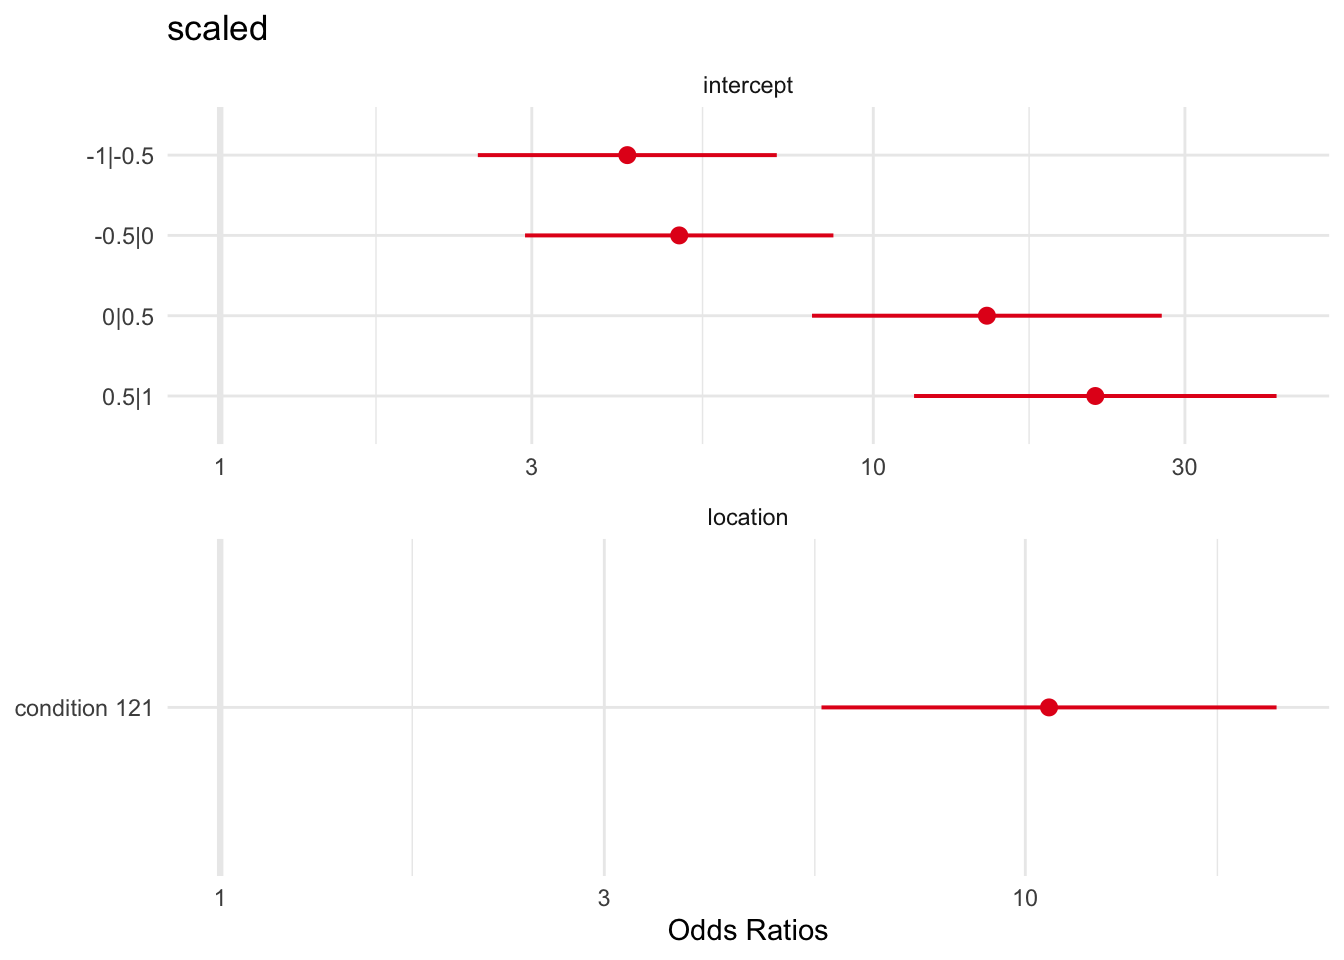 scaled
intercept
-1|-0.5
-0.5|0
0|0.5
0.5|1
1 3 10 30
location
condition 121
1 3 10
Odds Ratios